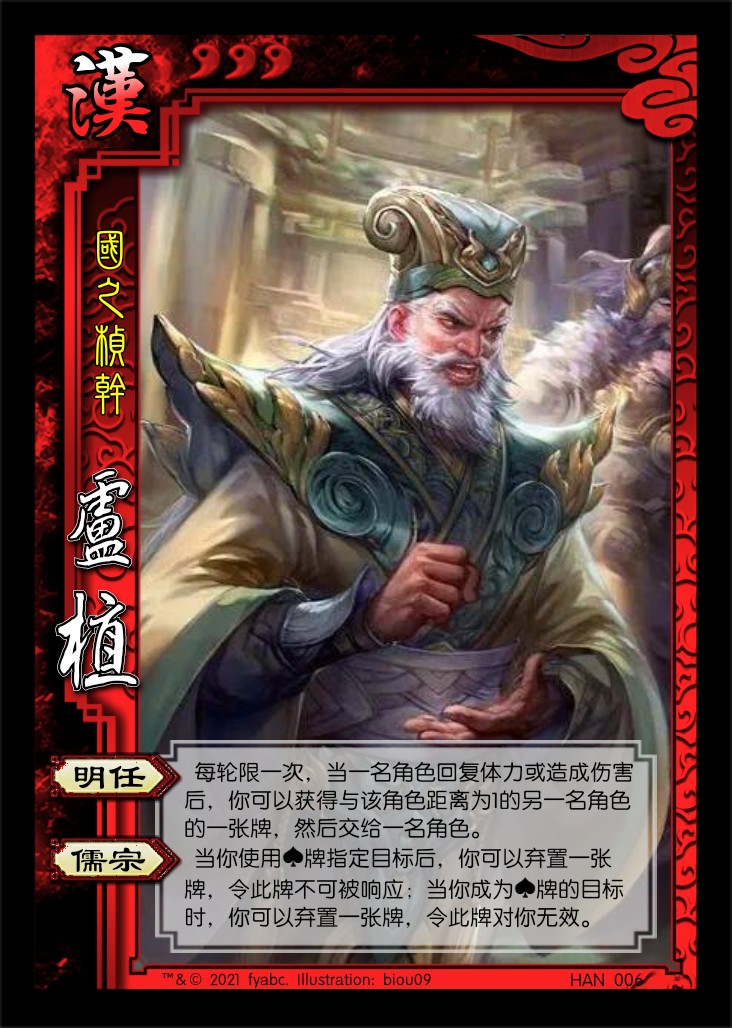 漢
國之楨幹
盧植
明任
每轮限一次，当一名角色回复体力或造成伤害
后，你可以获得与该角色距离为1的另一名角色
的一张牌，然后交给一名角色。
儒宗
当你使用♠牌指定目标后，你可以弃置一张
牌，令此牌不可被响应；当你成为♠牌的目标
时，你可以弃置一张牌，令此牌对你无效。
™&© 2021 fyabc. Illustration: biou09
HAN 006